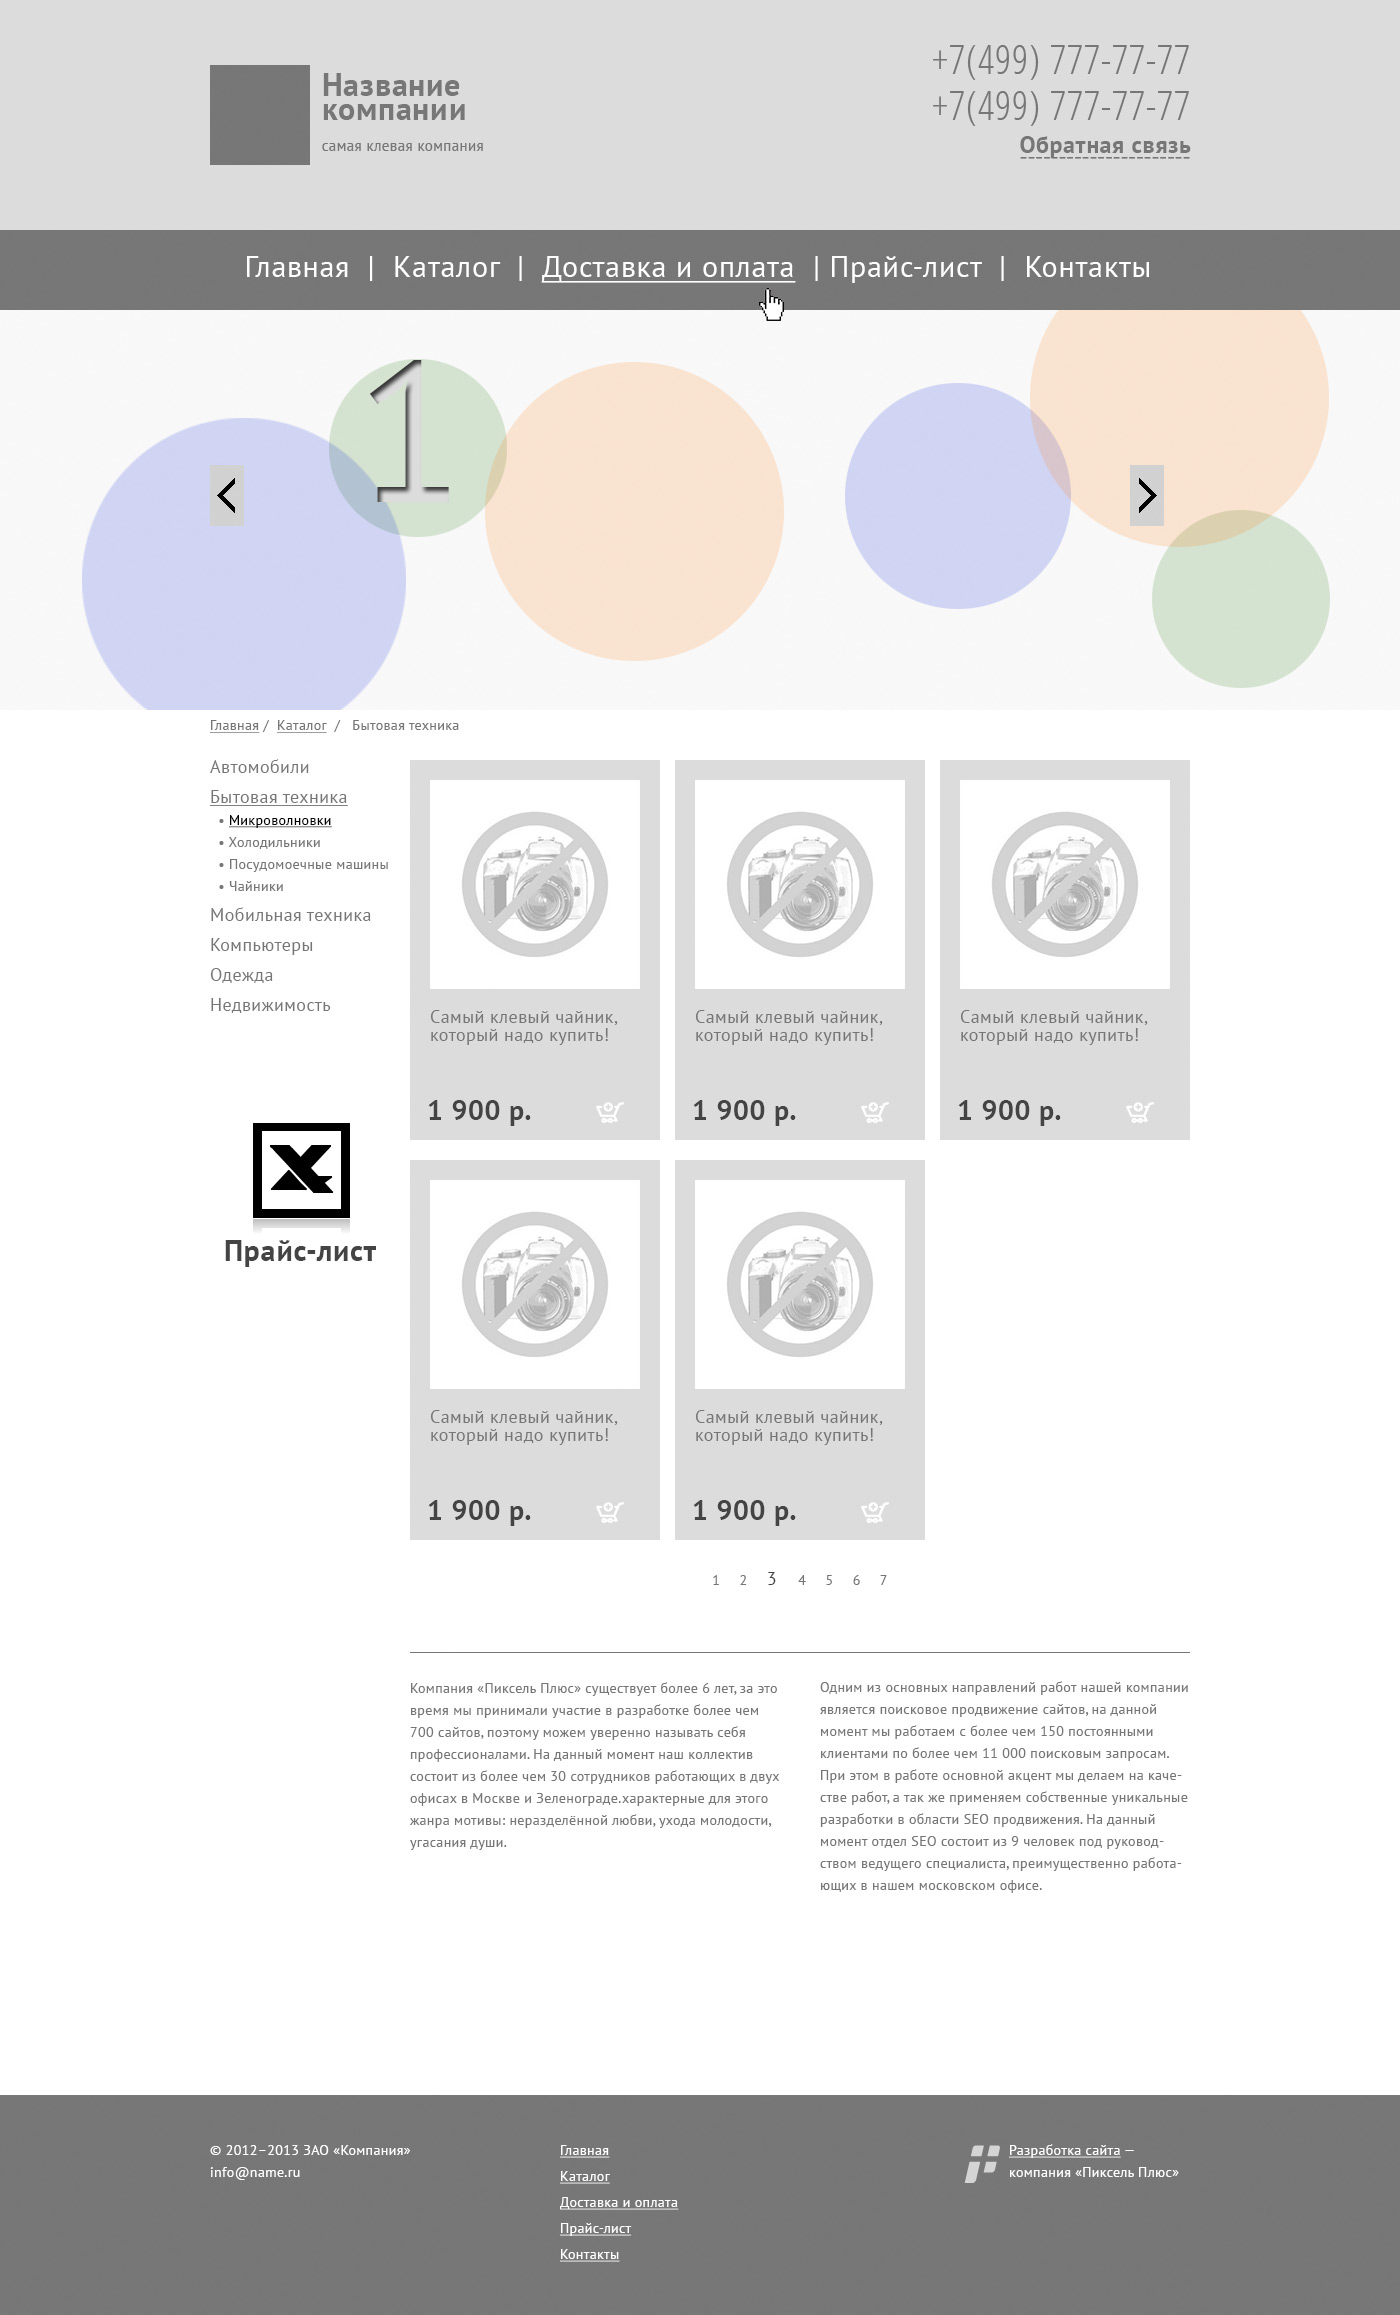 Название
компании
самая клевая компания
+7(499) 777-77-77
+7(499) 777-77-77
Обратная связь
Главная | Каталог | Доставка и оплата | Прайс-лист | Контакты
1
Главная / Каталог / Бытовая техника
Автомобили
Бытовая техника
• Микроволновки
• Холодильники
• Посудомоечные машины
• Чайники
Мобильная техника
Компьютеры
Одежда
Недвижимость
Прайс-лист
Самый клевый чайник,
который надо купить!
1 900 р.
Самый клевый чайник,
который надо купить!
1 900 р.
Самый клевый чайник,
который надо купить!
1 900 р.
Самый клевый чайник,
который надо купить!
1 900 р.
Самый клевый чайник,
который надо купить!
1 900 р.
1 2 3 4 5 6 7
Компания «Пиксель Плюс» существует более 6 лет, за это
время мы принимали участие в разработке более чем
700 сайтов, поэтому можем уверенно называть себя
профессионалами. На данный момент наш коллектив
состоит из более чем 30 сотрудников работающих в двух
офисах в Москве и Зеленограде.характерные для этого
жанра мотивы: неразделённой любви, ухода молодости,
угасания души.
Одним из основных направлений работ нашей компании
является поисковое продвижение сайтов, на данной
момент мы работаем с более чем 150 постоянными
клиентами по более чем 11 000 поисковым запросам.
При этом в работе основной акцент мы делаем на каче-
стве работ, а так же применяем собственные уникальные
разработки в области SEO продвижения. На данный
момент отдел SEO состоит из 9 человек под руковод-
ством ведущего специалиста, преимущественно работа-
ющих в нашем московском офисе.
© 2012–2013 ЗАО «Компания»
info@name.ru
Главная
Каталог
Доставка и оплата
Прайс-лист
Контакты
Разработка сайта —
компания «Пиксель Плюс»